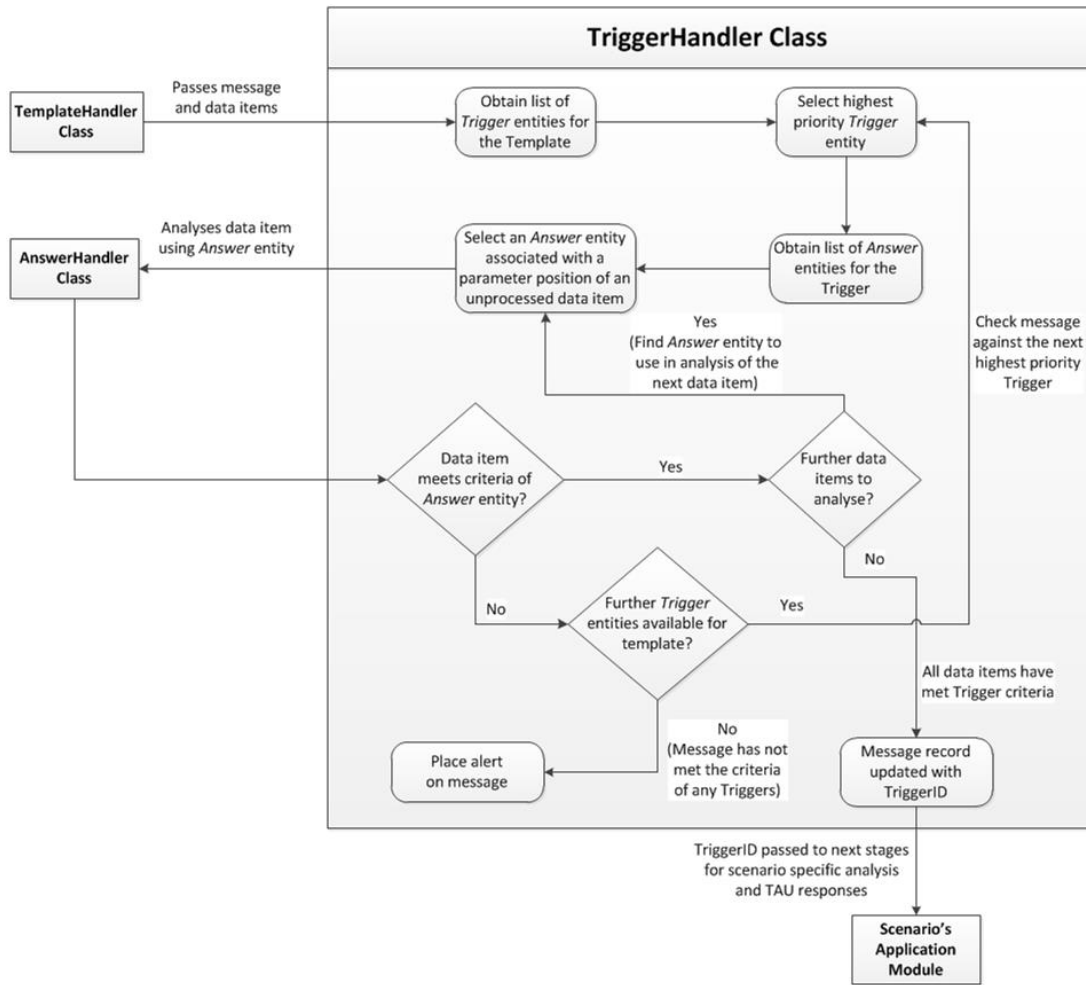 TriggerHandler Class
Passes message
and data items
TemplateHandler
Class
Obtain list of
Trigger entities for
the Template
Select highest
priority Trigger
entity
Analyses data item
using Answer entity
AnswerHandler
Class
Select an Answer entity
associated with a
parameter position of an
unprocessed data item
Obtain list of Answer
entities for the
Trigger
Yes
(Find Answer entity to
use in analysis of the
next data item)
Check message
against the next
highest priority
Trigger
Data item
meets criteria of
Answer entity?
Yes
Further data
items to
analyse?
No
No
Further Trigger
entities available for
template?
Yes
All data items have
met Trigger criteria
No
(Message has not
met the criteria
of any Triggers)
Place alert
on message
Message record
updated with
TriggerID
TriggerID passed to next stages
for scenario specific analysis
and TAU responses
Scenario's
Application
Module